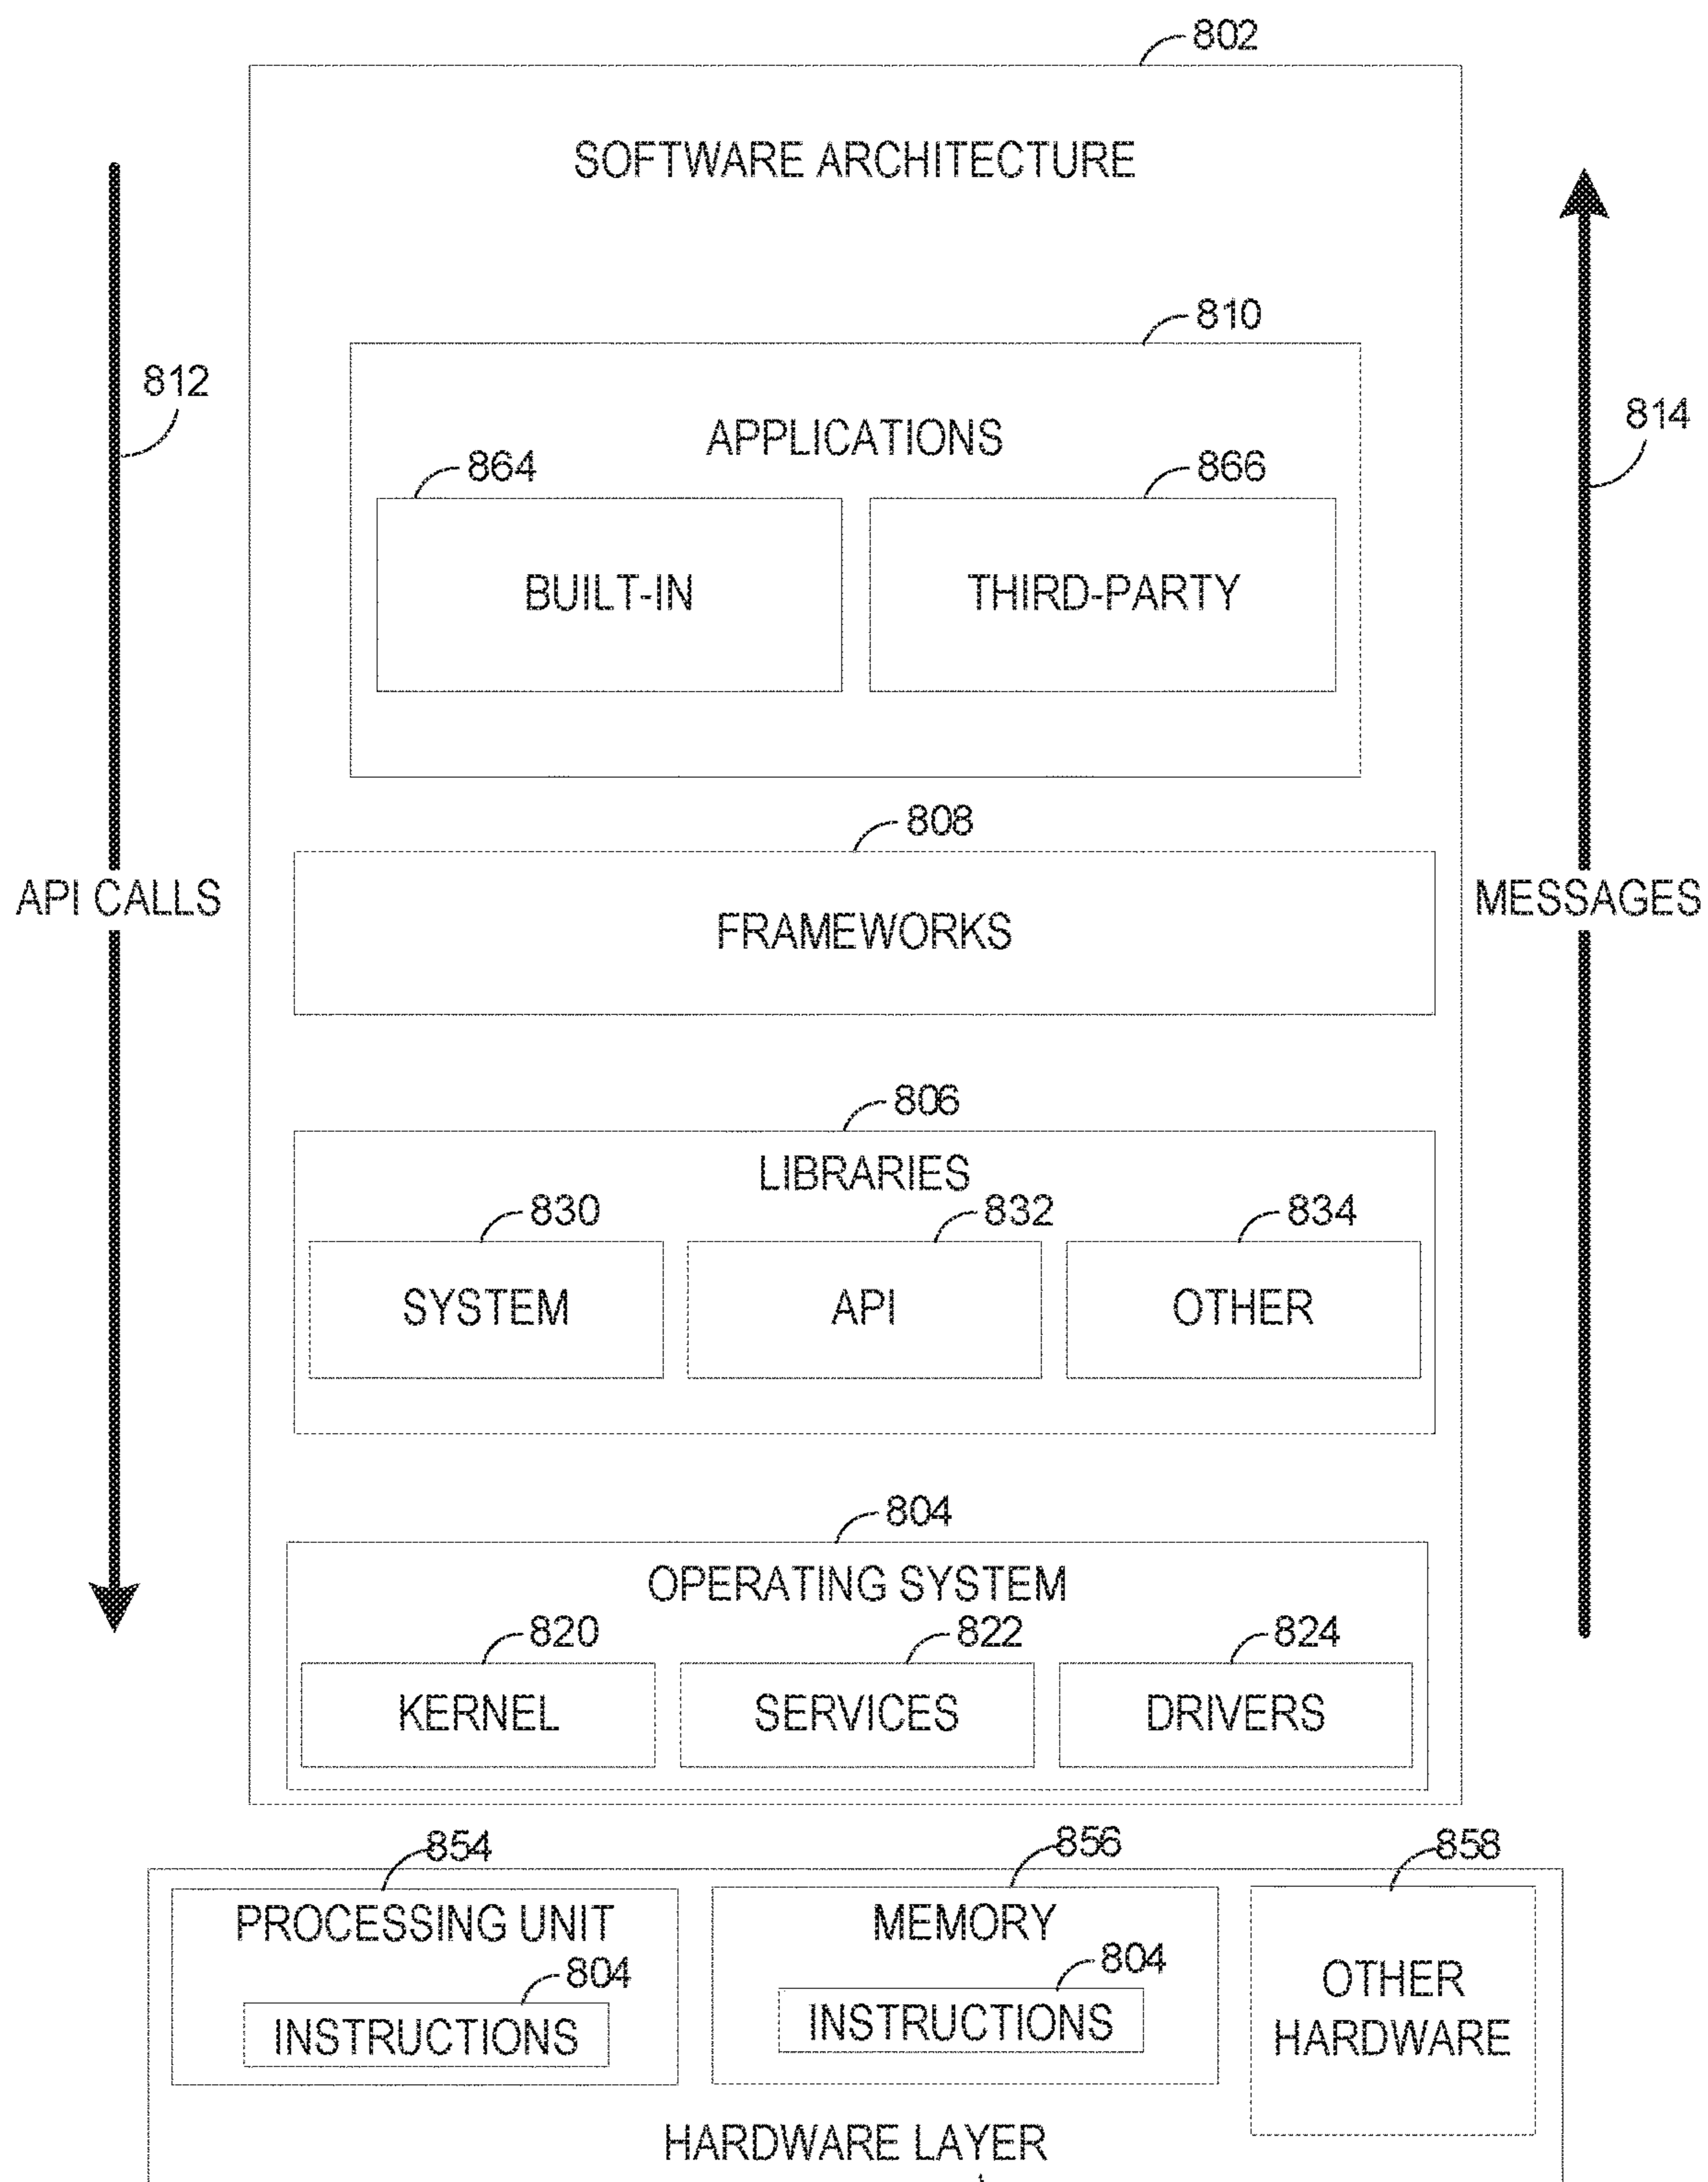 802
SOFTWARE ARCHITECTURE
810
812
814
APPLICATIONS
864
866
BUILT-IN
THIRD-PARTY
808
API CALLS
MESSAGES
FRAMEWORKS
806
LIBRARIES
830
832
834
SYSTEM
API
OTHER
804
OPERATING SYSTEM
820
822
824
KERNEL
SERVICES
DRIVERS
854
856
858
PROCESSING UNIT
MEMORY
804
804
OTHER
HARDWARE
INSTRUCTIONS
INSTRUCTIONS
HARDWARE LAYER